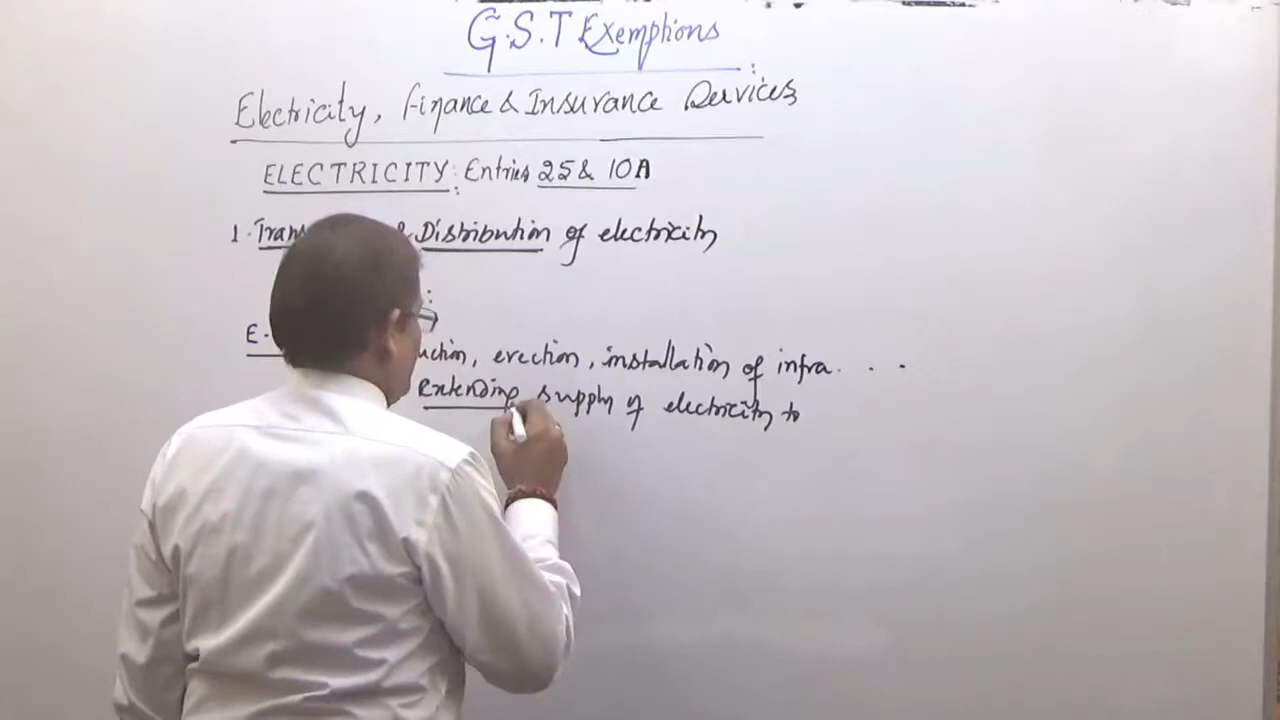 G.S.T Exemptions
Electricity, Finance & Insurance Services
ELECTRICITY: Entries 25 & 10A
1. & Distribution of electricity
E.
erection, installation of infra. . .
Extending supply of electricity to